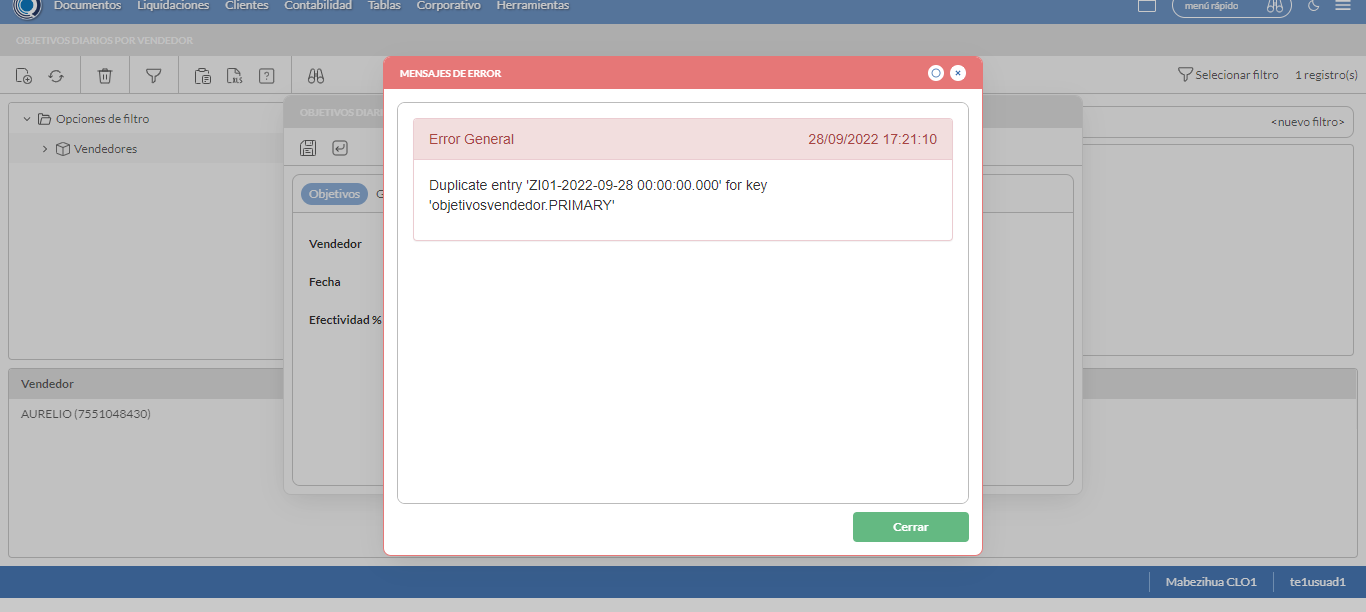 Documentos Liquidaciones Clientes Contabilidad Tablas Corporativo Herramientas menú rápido
OBJETIVOS DIARIOS POR VENDEDOR
Selecionar filtro 1 registro(s)
MENSAJES DE ERROR
Opciones de filtro
<nuevo filtro>
Vendedores
OBJETIVOS DIARI
Error General 28/09/2022 17:21:10
Duplicate entry 'ZI01-2022-09-28 00:00:00.000' for key
'objetivosvendedor.PRIMARY'
Objetivos G
Vendedor
Fecha
Efectividad %
Vendedor
AURELIO (7551048430)
Cerrar
Mabezihua CLO1 te1usuad1